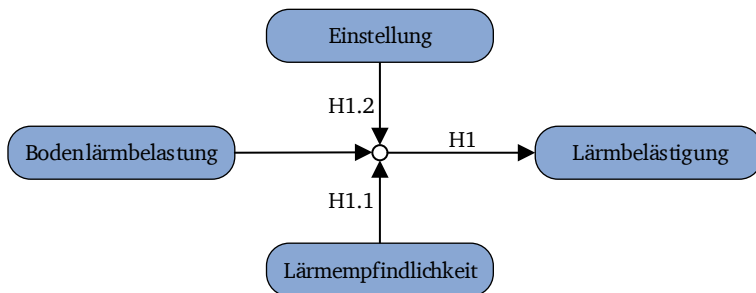 Einstellung
H1.2
Bodenlärmbelastung
H1
Lärmbelästigung
H1.1
Lärmempfindlichkeit